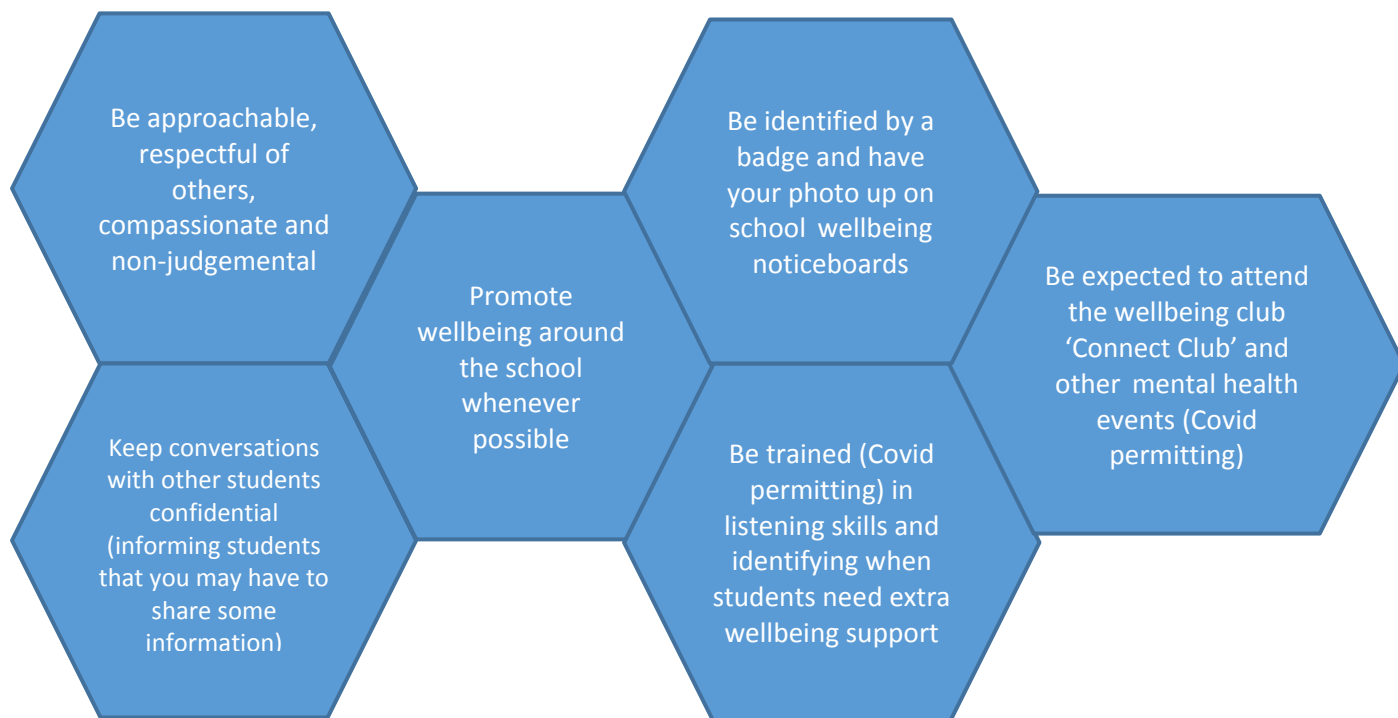 Be approachable,
respectful of
others,
compassionate and
non-judgemental
Keep conversations
with other students
confidential
(informing students
that you may have to
share some
information)
Promote
wellbeing around
the school
whenever
possible
Be identified by a
badge and have
your photo up on
school wellbeing
noticeboards
Be trained (Covid
permitting) in
listening skills and
identifying when
students need extra
wellbeing support
Be expected to attend
the wellbeing club
‘Connect Club’ and
other mental health
events (Covid
permitting)